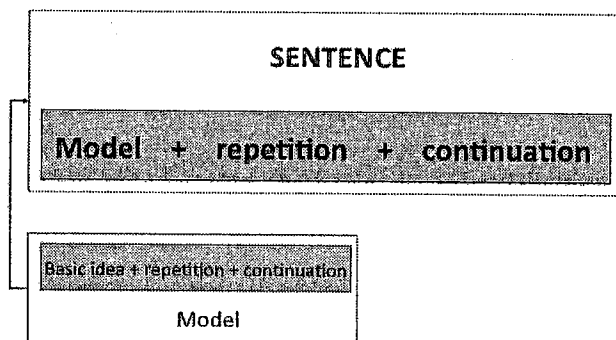 SENTENCE
Model + repetition + continuation
Basic idea + repetition + continuation
Model